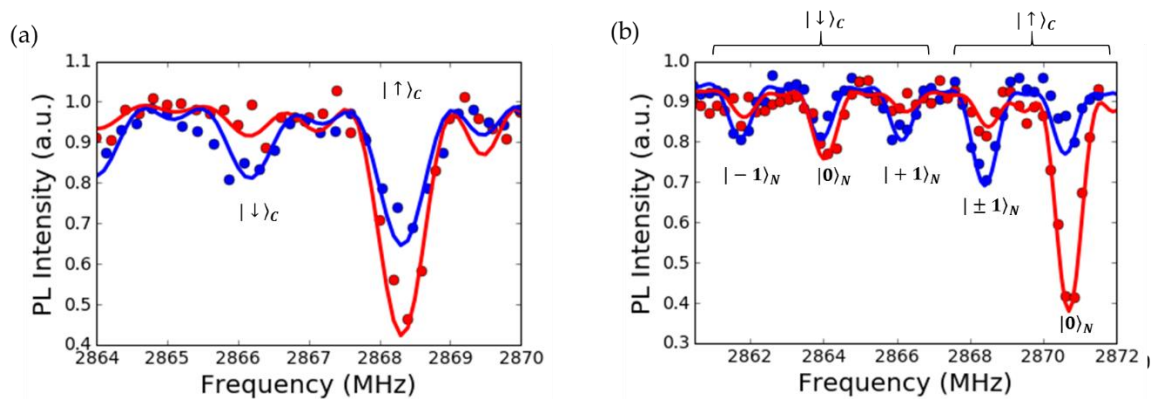 (a)
PL Intensity (a.u.)
1.1
1.0
0.9
0.8
0.7
0.6
0.5
0.4
|↑⟩C
|↓⟩C
2864 2865 2866 2867 2868 2869 2870
Frequency (MHz)
(b)
|↓⟩C |↑⟩C
PL Intensity (a.u.)
1.0
0.9
0.8
0.7
0.6
0.5
0.4
0.3
|−1⟩N |0⟩N |+1⟩N
|±1⟩N
|0⟩N
2862 2864 2866 2868 2870 2872
Frequency (MHz)